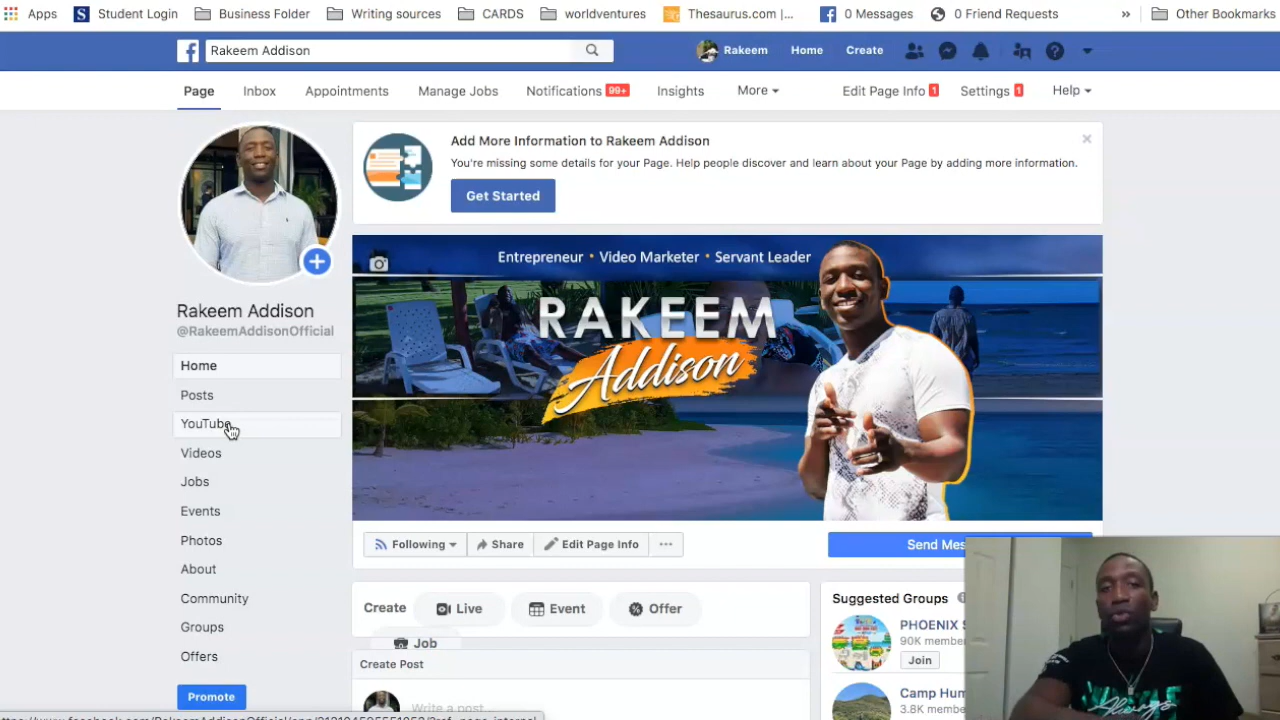 Apps Student Login Business Folder Writing sources CARDS worldventures Thesaurus.com |... 0 Messages 0 Friend Requests » Other Bookmarks
Rakeem Addison Rakeem Home Create
Page Inbox Appointments Manage Jobs Notifications 99+ Insights More Edit Page Info 1 Settings 1 Help
Add More Information to Rakeem Addison
You're missing some details for your Page. Help people discover and learn about your Page by adding more information.
Get Started
Entrepreneur • Video Marketer • Servant Leader
RAKEEM
Addison
Rakeem Addison
@RakeemAddisonOfficial
Home
Posts
YouTube
Videos
Jobs
Events
Photos
About
Community
Groups
Offers
Promote
Following Share Edit Page Info ...
Send Mes
Create Live Event Offer
Job
Create Post
Write a post...
Suggested Groups
PHOENIX S
90K member
Join
Camp Hum
3.8K membe
Always